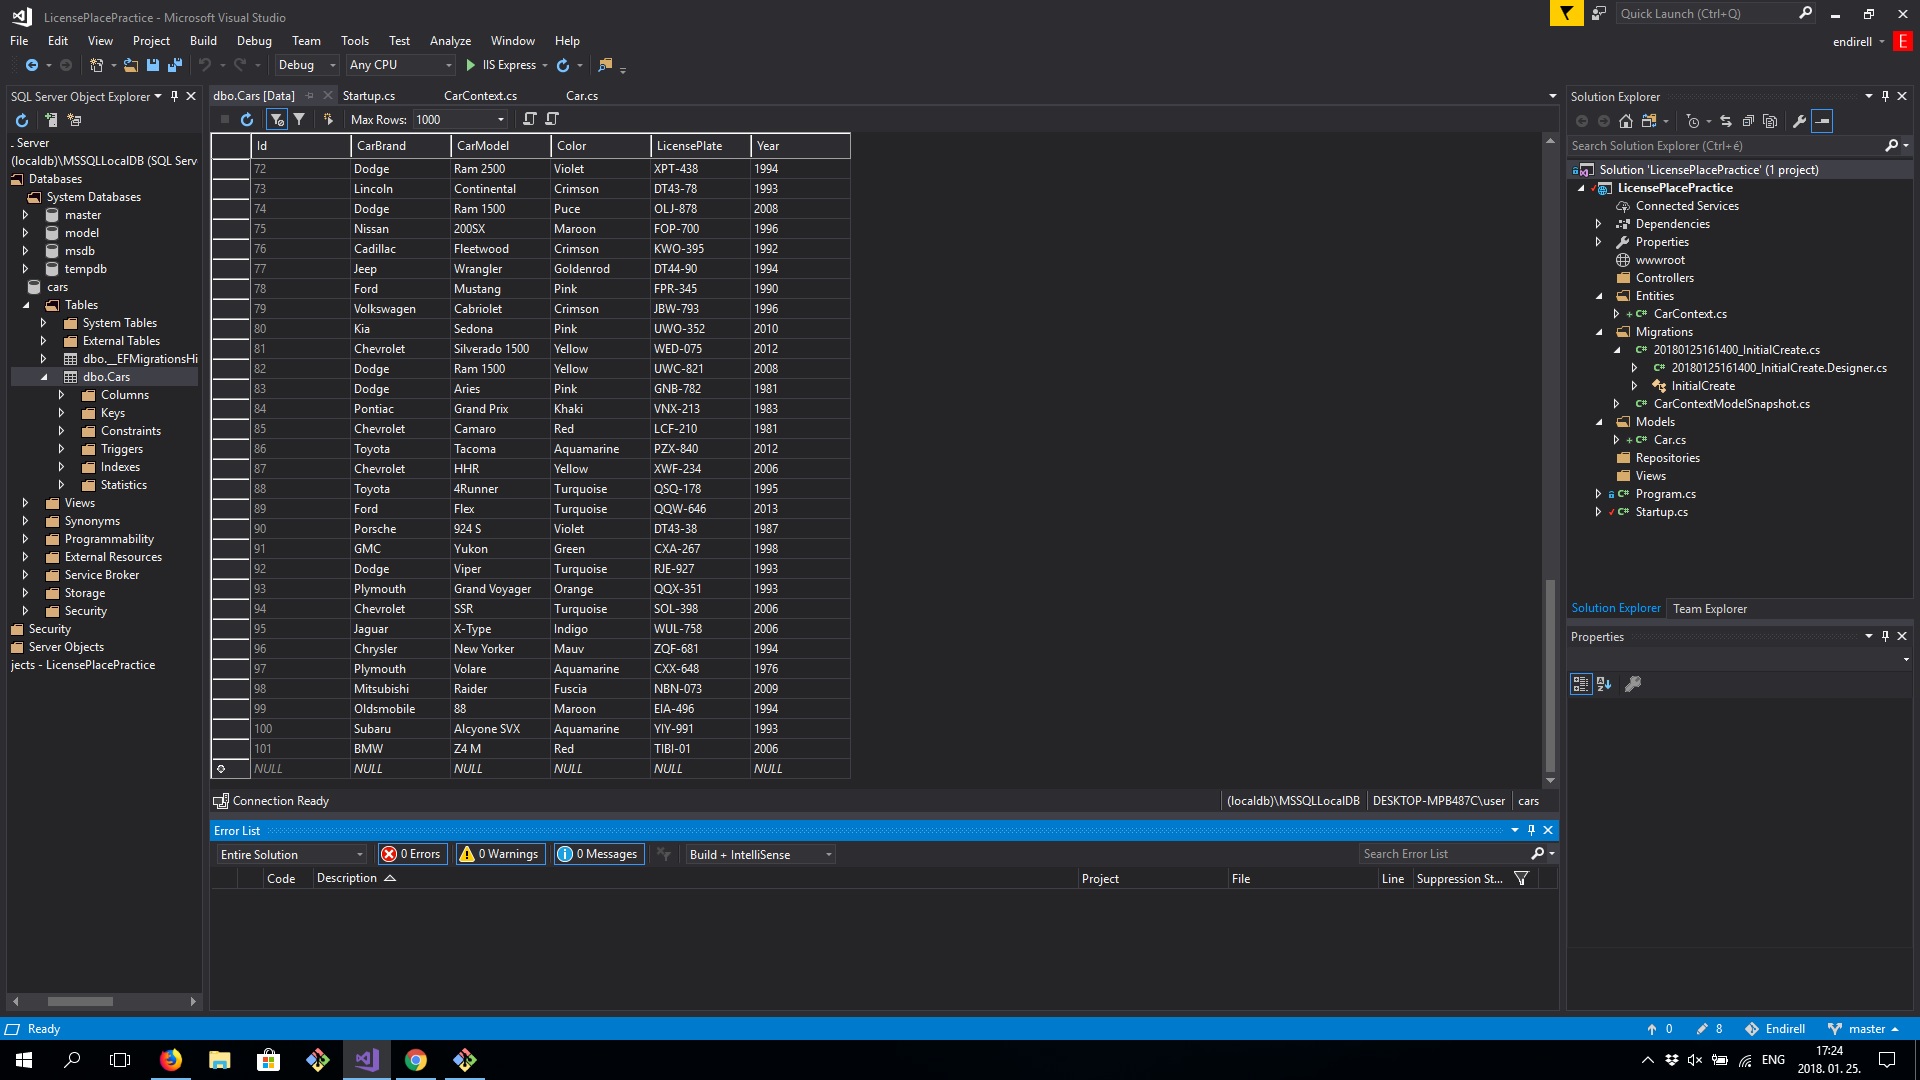 LicensePlacePractice - Microsoft Visual Studio
Quick Launch (Ctrl+Q)
File Edit View Project Build Debug Team Tools Test Analyze Window Help
endirell E
Debug Any CPU IIS Express
SQL Server Object Explorer
. Server
(localdb)\MSSQLLocalDB (SQL Serv
Databases
System Databases
master
model
msdb
tempdb
cars
Tables
System Tables
External Tables
dbo.__EFMigrationsHi
dbo.Cars
Columns
Keys
Constraints
Triggers
Indexes
Statistics
Views
Synonyms
Programmability
External Resources
Service Broker
Storage
Security
Security
Server Objects
jects - LicensePlacePractice
dbo.Cars [Data] Startup.cs CarContext.cs Car.cs
Max Rows: 1000
Id CarBrand CarModel Color LicensePlate Year
72 Dodge Ram 2500 Violet XPT-438 1994
73 Lincoln Continental Crimson DT43-78 1993
74 Dodge Ram 1500 Puce OLJ-878 2008
75 Nissan 200SX Maroon FOP-700 1996
76 Cadillac Fleetwood Crimson KWO-395 1992
77 Jeep Wrangler Goldenrod DT44-90 1994
78 Ford Mustang Pink FPR-345 1990
79 Volkswagen Cabriolet Crimson JBW-793 1996
80 Kia Sedona Pink UWO-352 2010
81 Chevrolet Silverado 1500 Yellow WED-075 2012
82 Dodge Ram 1500 Yellow UWC-821 2008
83 Dodge Aries Pink GNB-782 1981
84 Pontiac Grand Prix Khaki VNX-213 1983
85 Chevrolet Camaro Red LCF-210 1981
86 Toyota Tacoma Aquamarine PZX-840 2012
87 Chevrolet HHR Yellow XWF-234 2006
88 Toyota 4Runner Turquoise QSQ-178 1995
89 Ford Flex Turquoise QQW-646 2013
90 Porsche 924 S Violet DT43-38 1987
91 GMC Yukon Green CXA-267 1998
92 Dodge Viper Turquoise RJE-927 1993
93 Plymouth Grand Voyager Orange QQX-351 1993
94 Chevrolet SSR Turquoise SOL-398 2006
95 Jaguar X-Type Indigo WUL-758 2006
96 Chrysler New Yorker Mauv ZQF-681 1994
97 Plymouth Volare Aquamarine CXX-648 1976
98 Mitsubishi Raider Fuscia NBN-073 2009
99 Oldsmobile 88 Maroon EIA-496 1994
100 Subaru Alcyone SVX Aquamarine YIY-991 1993
101 BMW Z4 M Red TIBI-01 2006
NULL NULL NULL NULL NULL NULL
Connection Ready (localdb)\MSSQLLocalDB DESKTOP-MPB487C\user cars
Error List
Entire Solution 0 Errors 0 Warnings 0 Messages Build + IntelliSense Search Error List
Code Description Project File Line Suppression St...
Solution Explorer
Search Solution Explorer (Ctrl+é)
Solution 'LicensePlacePractice' (1 project)
LicensePlacePractice
Connected Services
Dependencies
Properties
wwwroot
Controllers
Entities
CarContext.cs
Migrations
20180125161400_InitialCreate.cs
20180125161400_InitialCreate.Designer.cs
InitialCreate
CarContextModelSnapshot.cs
Models
Car.cs
Repositories
Views
Program.cs
Startup.cs
Solution Explorer Team Explorer
Properties
Ready 0 8 Endirell master
ENG 17:24
2018. 01. 25.